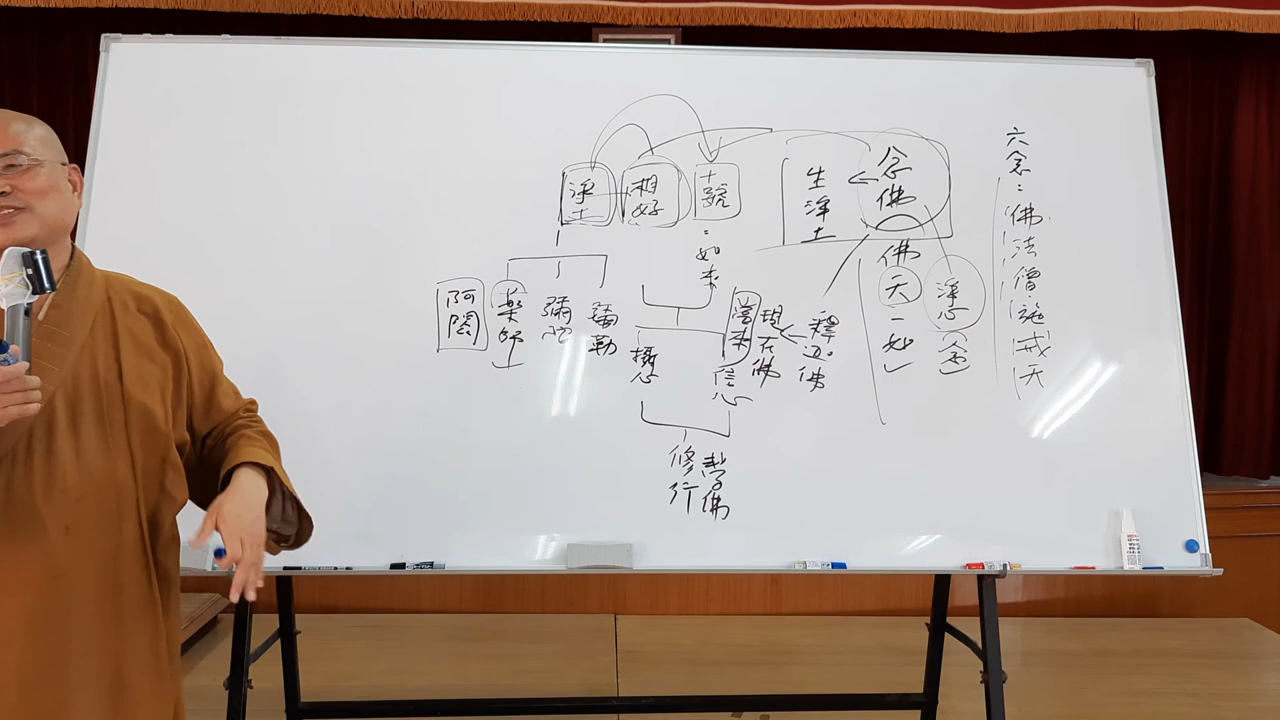 六念：佛法僧施戒天
念佛
生淨土
十號
相好
淨土
：如來
佛
天一如」
淨心(念)
釋迦佛
現在佛
當來
彌勒
彌陀
藥師
阿閦
攝心
信心
學佛
修行